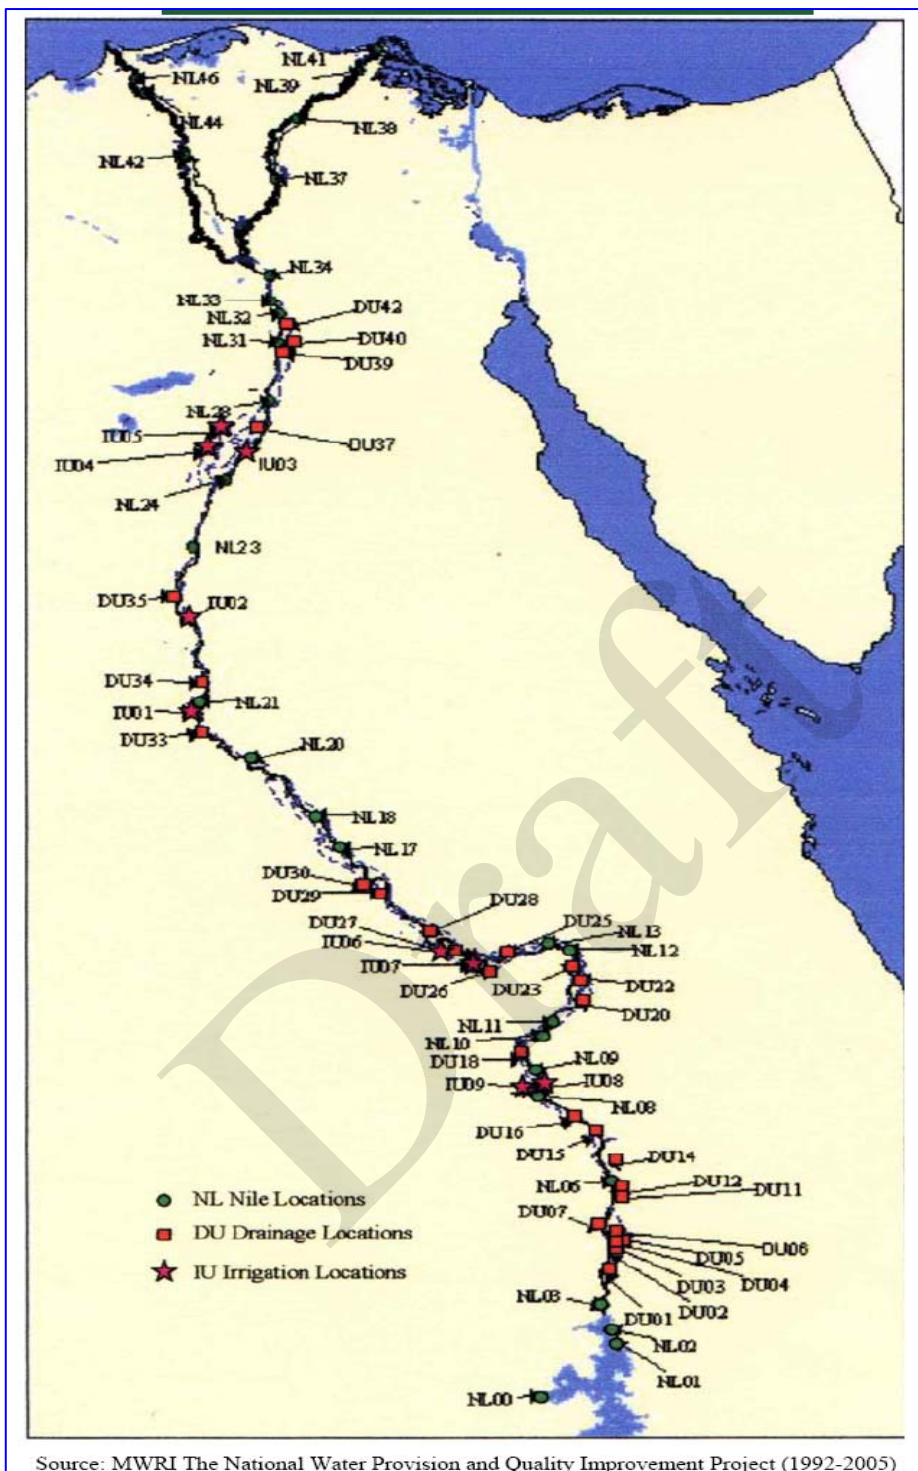 NL41
NL46
NL39
NL44
NL38
NL42
NL37
NL34
NL33
DU42
NL32
NL31
DU40
DU39
NL28
IU05
DU37
IU04
IU03
NL24
NL23
DU35
IU02
DU34
NL21
IU01
DU33
NL20
NL18
NL17
DU30
DU29
DU28
DU27
DU25
NL13
IU06
NL12
IU07
DU26
DU23
DU22
DU20
NL11
NL10
DU18
NL09
IU09
IU08
NL08
DU16
DU15
DU14
NL06
DU12
DU11
DU07
DU06
DU05
DU04
DU03
DU02
NL03
DU01
NL02
NL01
NL00
NL Nile Locations
DU Drainage Locations
IU Irrigation Locations
Draft
Source: MWRI The National Water Provision and Quality Improvement Project (1992-2005)